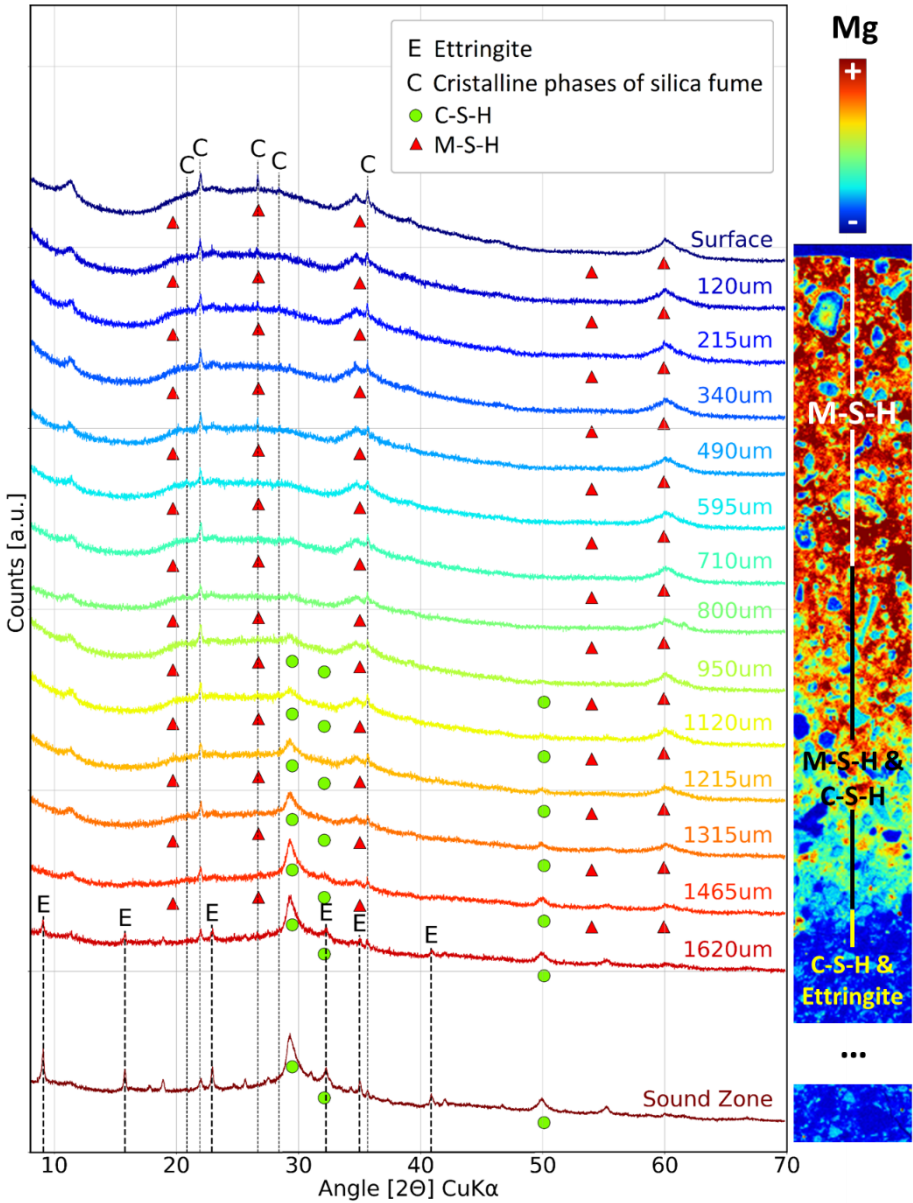 E Ettringite
C Cristalline phases of silica fume
C-S-H
M-S-H
C
C
C
C
C
Surface
120um
215um
340um
490um
595um
710um
800um
950um
1120um
1215um
1315um
1465um
1620um
Sound Zone
E
E
E
E
E
E
Counts [a.u.]
10 20 30 40 50 60 70
Angle [2Θ] CuKα
Mg
+
-
M-S-H
M-S-H &
C-S-H
C-S-H &
Ettringite
...